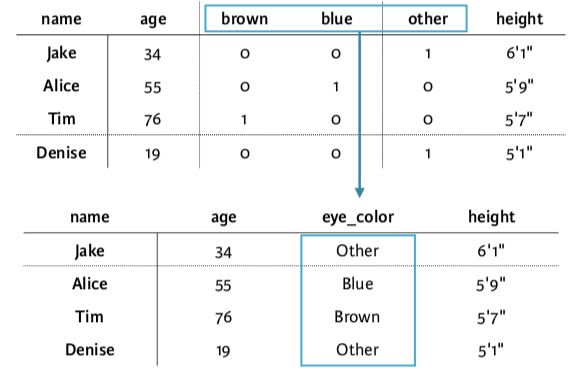 name age brown blue other height
Jake 34 0 0 1 6'1"
Alice 55 0 1 0 5'9"
Tim 76 1 0 0 5'7"
Denise 19 0 0 1 5'1"
name age eye_color height
Jake 34 Other 6'1"
Alice 55 Blue 5'9"
Tim 76 Brown 5'7"
Denise 19 Other 5'1"